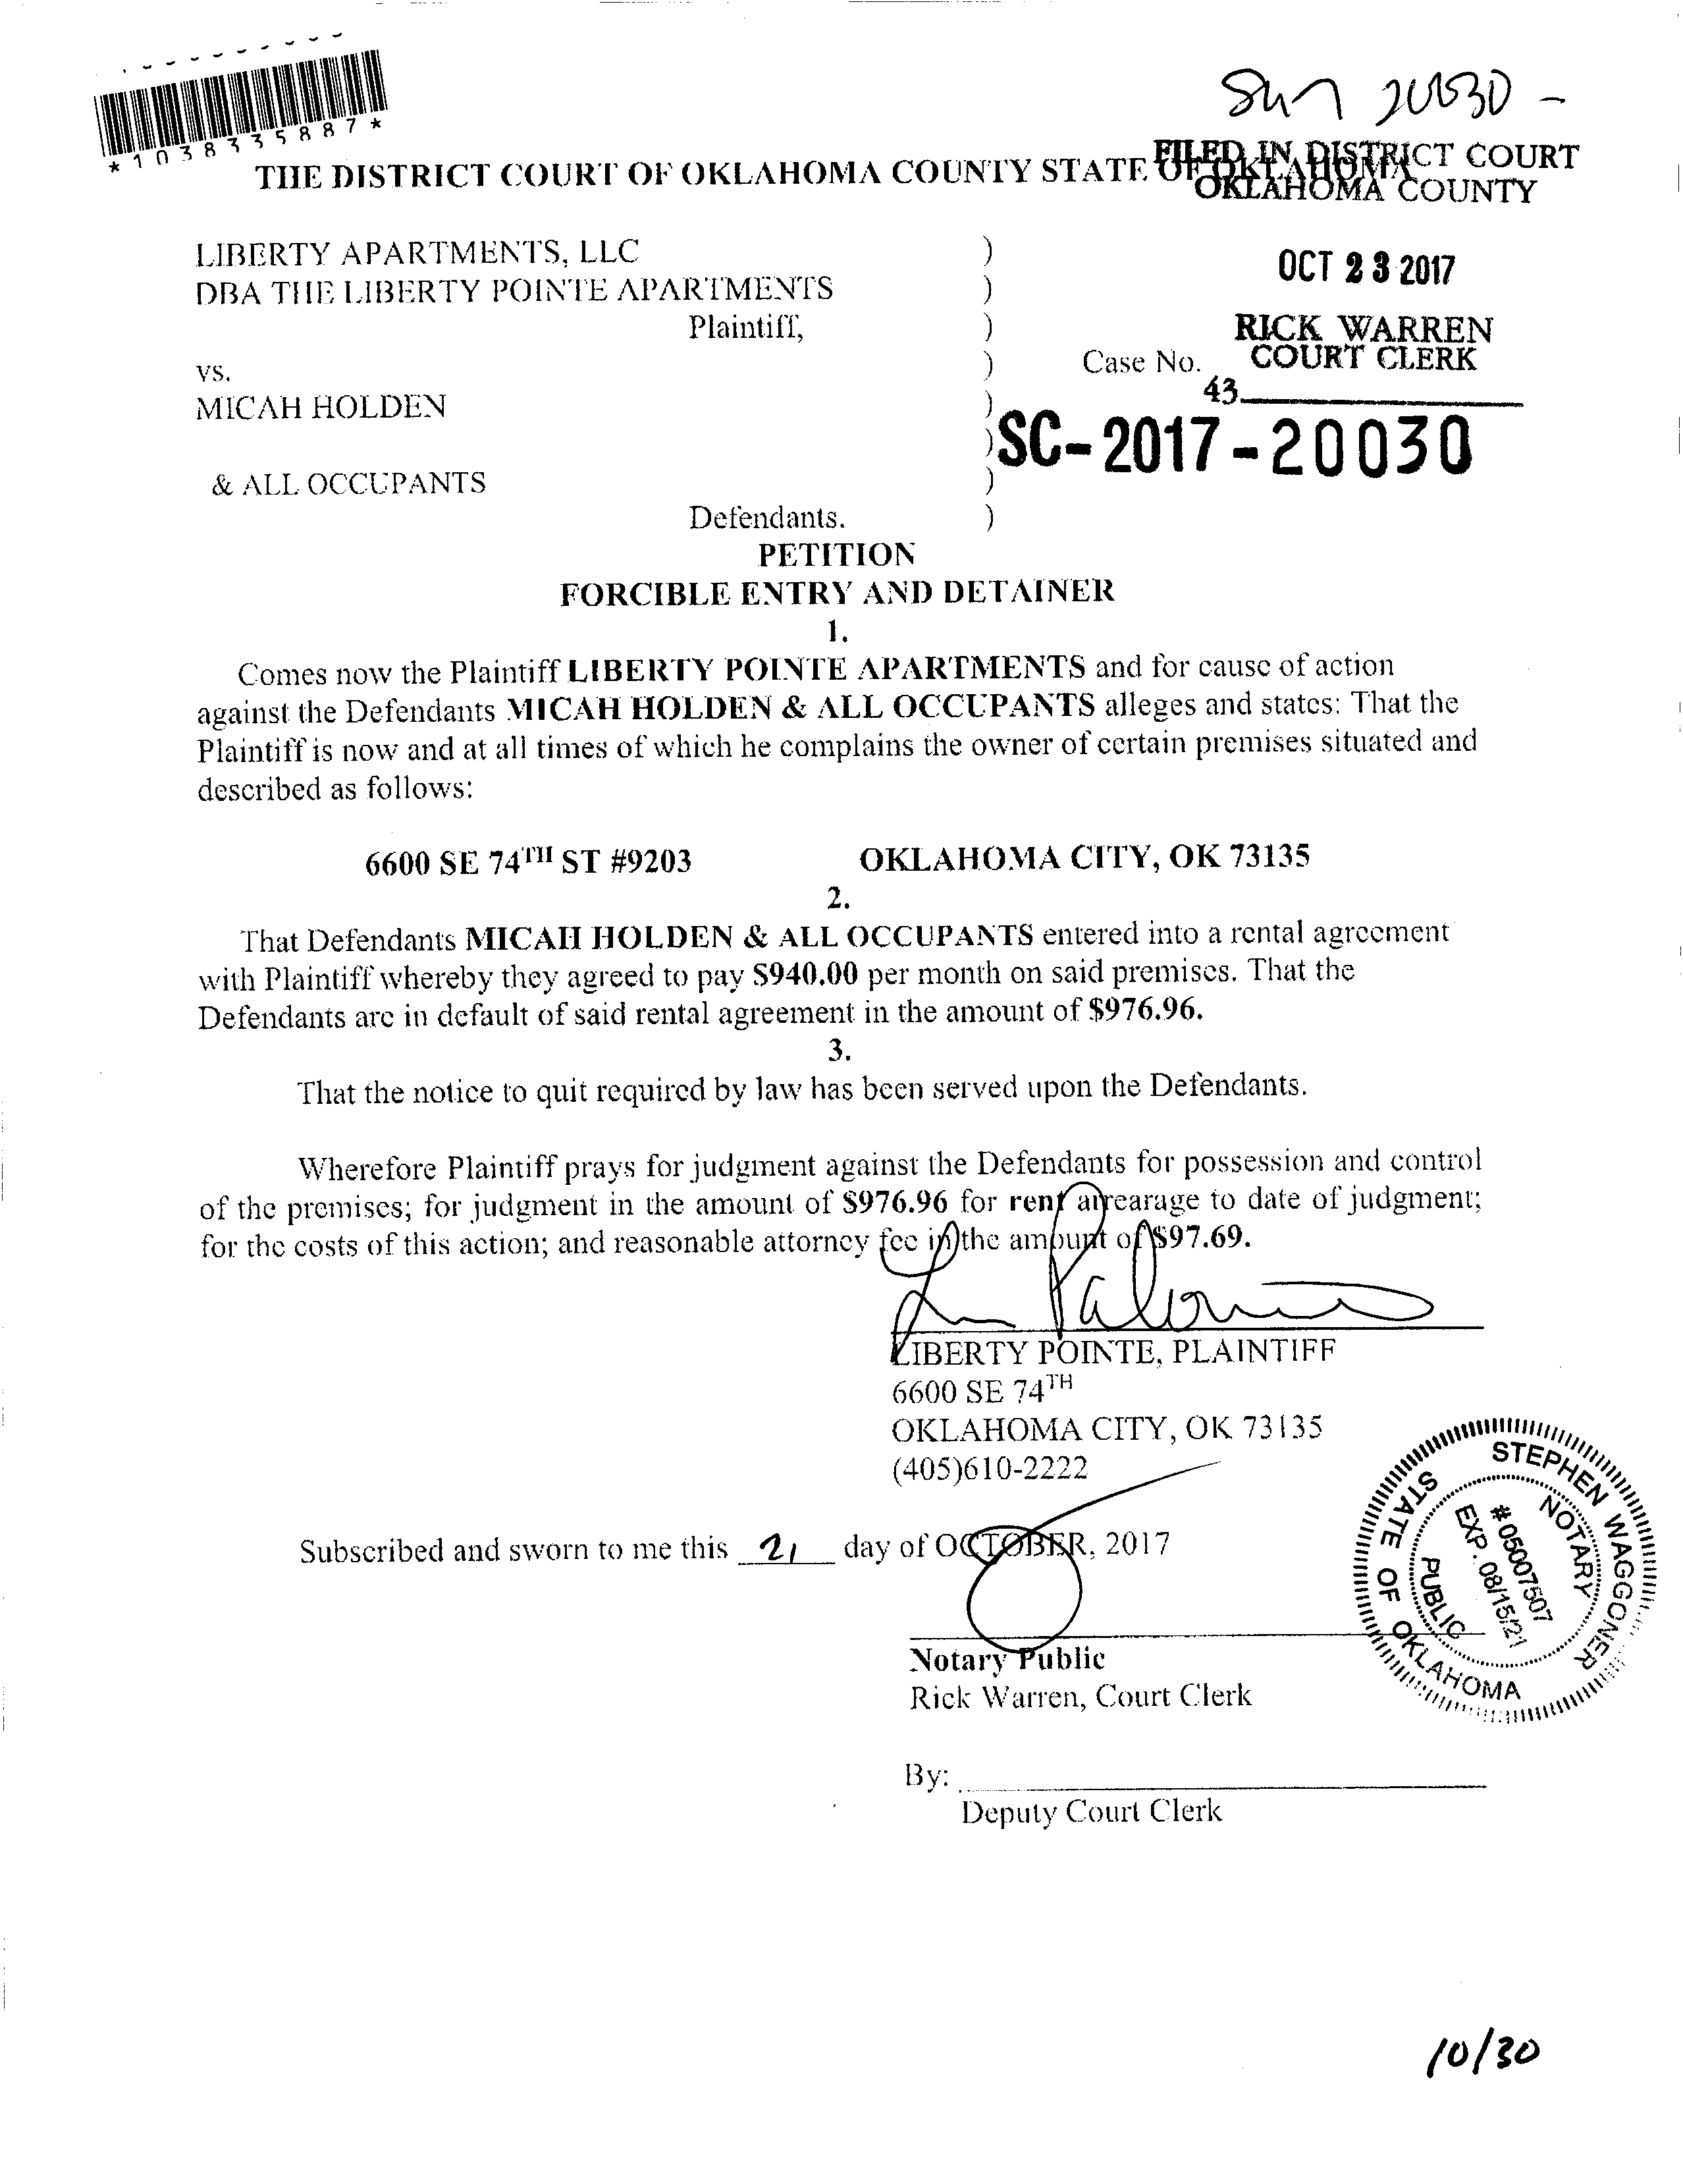 *1038335887*
THE DISTRICT COURT OF OKLAHOMA COUNTY STATE OF OKLAHOMA
FILED IN DISTRICT COURT
OKLAHOMA COUNTY
LIBERTY APARTMENTS, LLC )
OCT 23 2017
DBA THE LIBERTY POINTE APARTMENTS )
Plaintiff, )
RICK WARREN
COURT CLERK
vs. ) Case No.
43
MICAH HOLDEN )
) SC-2017-20030
& ALL OCCUPANTS )
Defendants. )
PETITION
FORCIBLE ENTRY AND DETAINER
1.
Comes now the Plaintiff LIBERTY POINTE APARTMENTS and for cause of action
against the Defendants MICAH HOLDEN & ALL OCCUPANTS alleges and states: That the
Plaintiff is now and at all times of which he complains the owner of certain premises situated and
described as follows:
6600 SE 74TH ST #9203 OKLAHOMA CITY, OK 73135
2.
That Defendants MICAH HOLDEN & ALL OCCUPANTS entered into a rental agreement
with Plaintiff whereby they agreed to pay $940.00 per month on said premises. That the
Defendants are in default of said rental agreement in the amount of $976.96.
3.
That the notice to quit required by law has been served upon the Defendants.
Wherefore Plaintiff prays for judgment against the Defendants for possession and control
of the premises; for judgment in the amount of $976.96 for rent arrearage to date of judgment;
for the costs of this action; and reasonable attorney fee in the amount of $97.69.
LIBERTY POINTE, PLAINTIFF
6600 SE 74TH
OKLAHOMA CITY, OK 73135
(405)610-2222
Subscribed and sworn to me this 21 day of OCTOBER, 2017
STEPHEN WAGGONER
NOTARY
#05007507
EXP. 08/15/21
PUBLIC
STATE OF OKLAHOMA
Notary Public
Rick Warren, Court Clerk
By:
Deputy Court Clerk
10/30